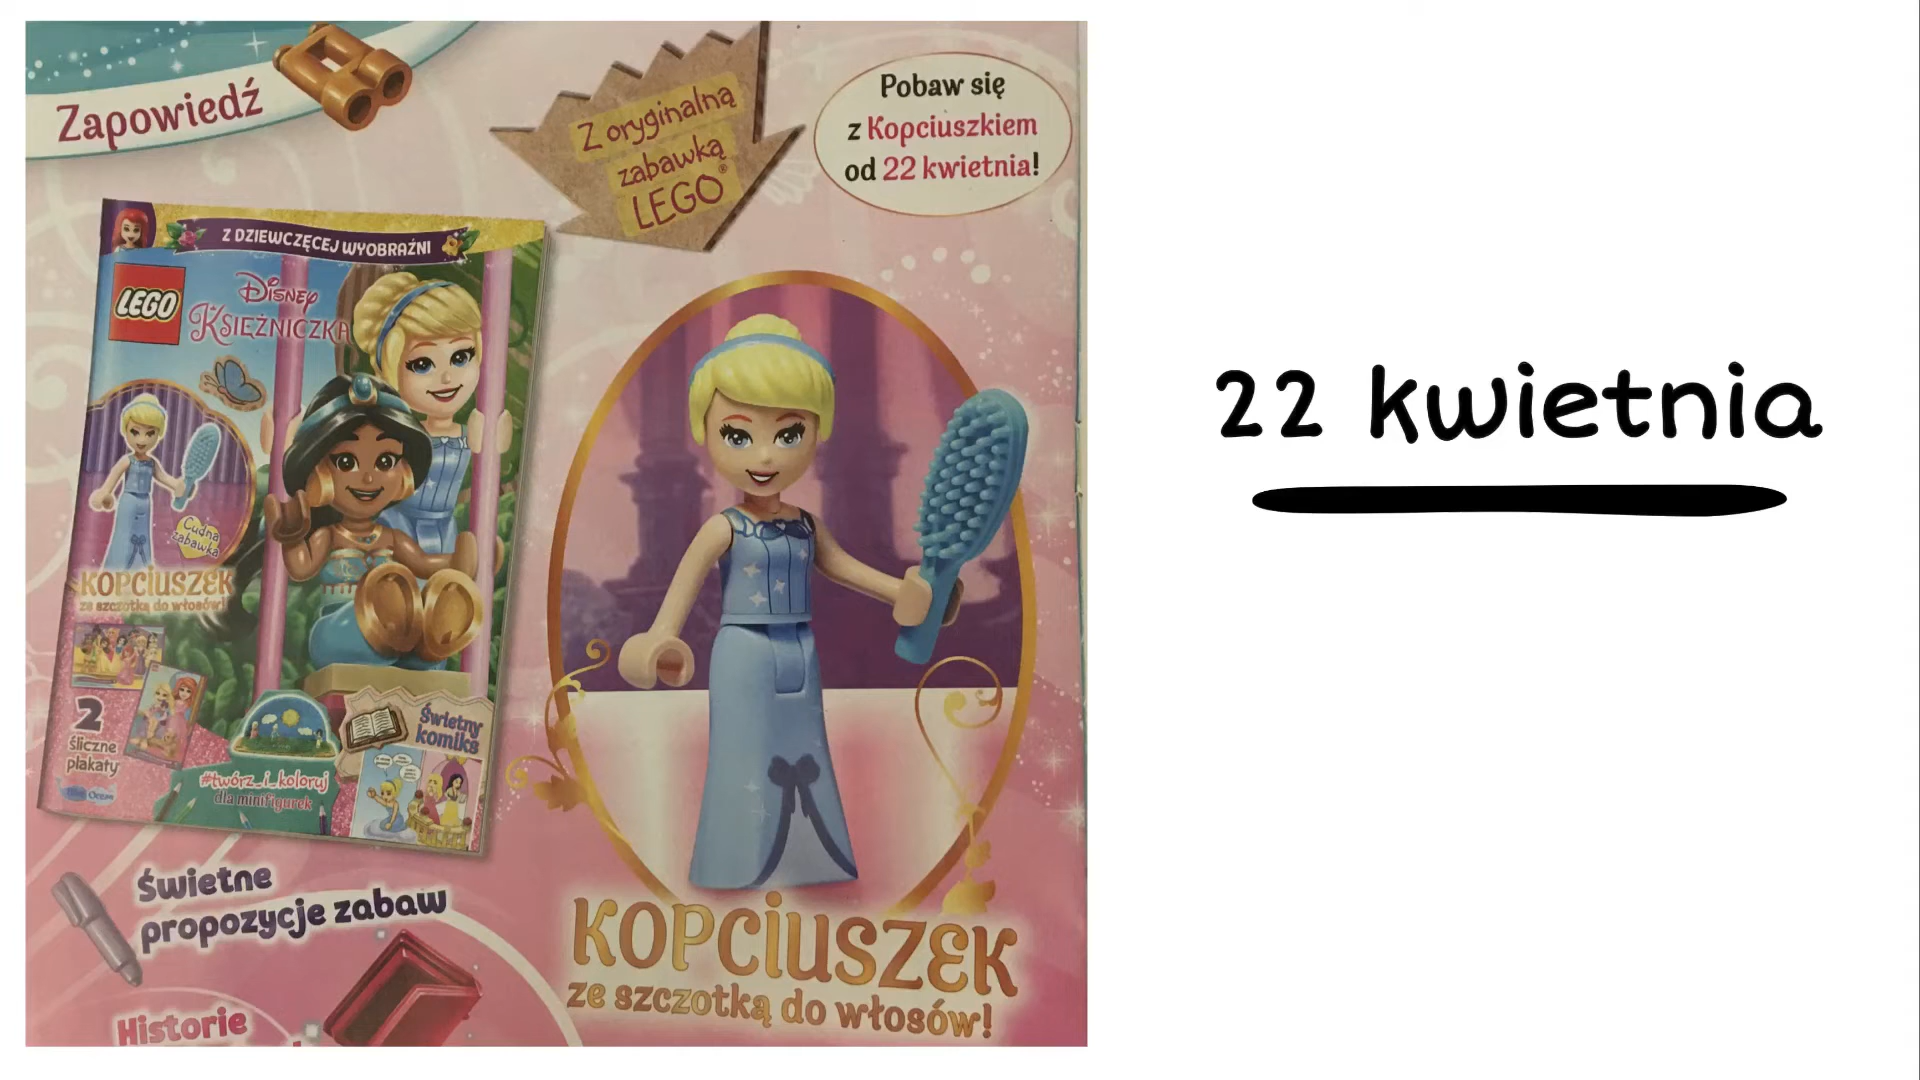 Zapowiedź
Z oryginalną
zabawką
LEGO®
Pobaw się
z Kopciuszkiem
od 22 kwietnia!
Z DZIEWCZĘCEJ WYOBRAŹNI
LEGO
Disney
KSIĘŻNICZKA
Cudna
zabawka
KOPCIUSZEK
ze szczotką do włosów!
2
śliczne
plakaty
Blue Ocean
#twórz_i_koloruj
dla minifigurek
Świetny
komiks
Świetne
propozycje zabaw
Historie
KOPCIUSZEK
ze szczotką do włosów!
22 kwietnia